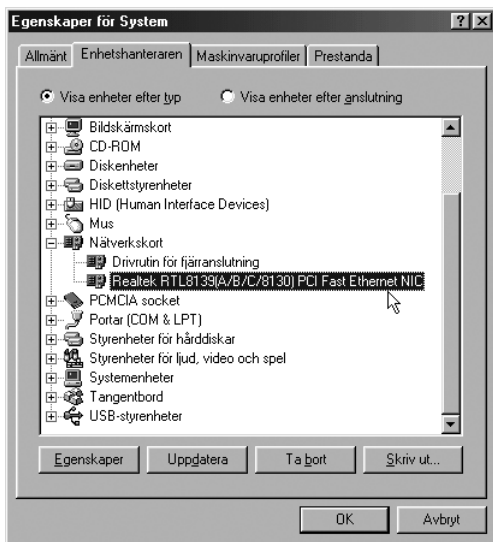 Egenskaper för System
Allmänt Enhetshanteraren Maskinvaruprofiler Prestanda
Visa enheter efter typ Visa enheter efter anslutning
Bildskärmskort
CD-ROM
Diskenheter
Diskettstyrenheter
HID (Human Interface Devices)
Mus
Nätverkskort
Drivrutin för fjärranslutning
Realtek RTL8139(A/B/C/8130) PCI Fast Ethernet NIC
PCMCIA socket
Portar (COM & LPT)
Styrenheter för hårddiskar
Styrenheter för ljud, video och spel
Systemenheter
Tangentbord
USB-styrenheter
Egenskaper Uppdatera Ta bort Skriv ut...
OK Avbryt